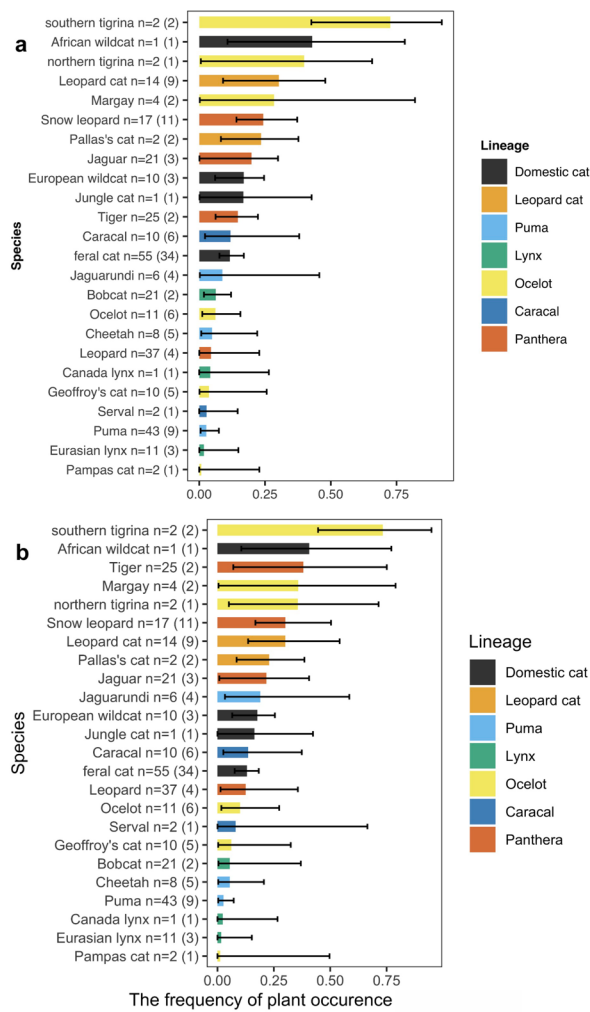 a
Species
southern tigrina n=2 (2)
African wildcat n=1 (1)
northern tigrina n=2 (1)
Leopard cat n=14 (9)
Margay n=4 (2)
Snow leopard n=17 (11)
Pallas's cat n=2 (2)
Jaguar n=21 (3)
European wildcat n=10 (3)
Jungle cat n=1 (1)
Tiger n=25 (2)
Caracal n=10 (6)
feral cat n=55 (34)
Jaguarundi n=6 (4)
Bobcat n=21 (2)
Ocelot n=11 (6)
Cheetah n=8 (5)
Leopard n=37 (4)
Canada lynx n=1 (1)
Geoffroy's cat n=10 (5)
Serval n=2 (1)
Puma n=43 (9)
Eurasian lynx n=11 (3)
Pampas cat n=2 (1)
0.00 0.25 0.50 0.75
Lineage
Domestic cat
Leopard cat
Puma
Lynx
Ocelot
Caracal
Panthera
b
Species
southern tigrina n=2 (2)
African wildcat n=1 (1)
Tiger n=25 (2)
Margay n=4 (2)
northern tigrina n=2 (1)
Snow leopard n=17 (11)
Leopard cat n=14 (9)
Pallas's cat n=2 (2)
Jaguar n=21 (3)
Jaguarundi n=6 (4)
European wildcat n=10 (3)
Jungle cat n=1 (1)
Caracal n=10 (6)
feral cat n=55 (34)
Leopard n=37 (4)
Ocelot n=11 (6)
Serval n=2 (1)
Geoffroy's cat n=10 (5)
Bobcat n=21 (2)
Cheetah n=8 (5)
Puma n=43 (9)
Canada lynx n=1 (1)
Eurasian lynx n=11 (3)
Pampas cat n=2 (1)
0.00 0.25 0.50 0.75
The frequency of plant occurence
Lineage
Domestic cat
Leopard cat
Puma
Lynx
Ocelot
Caracal
Panthera